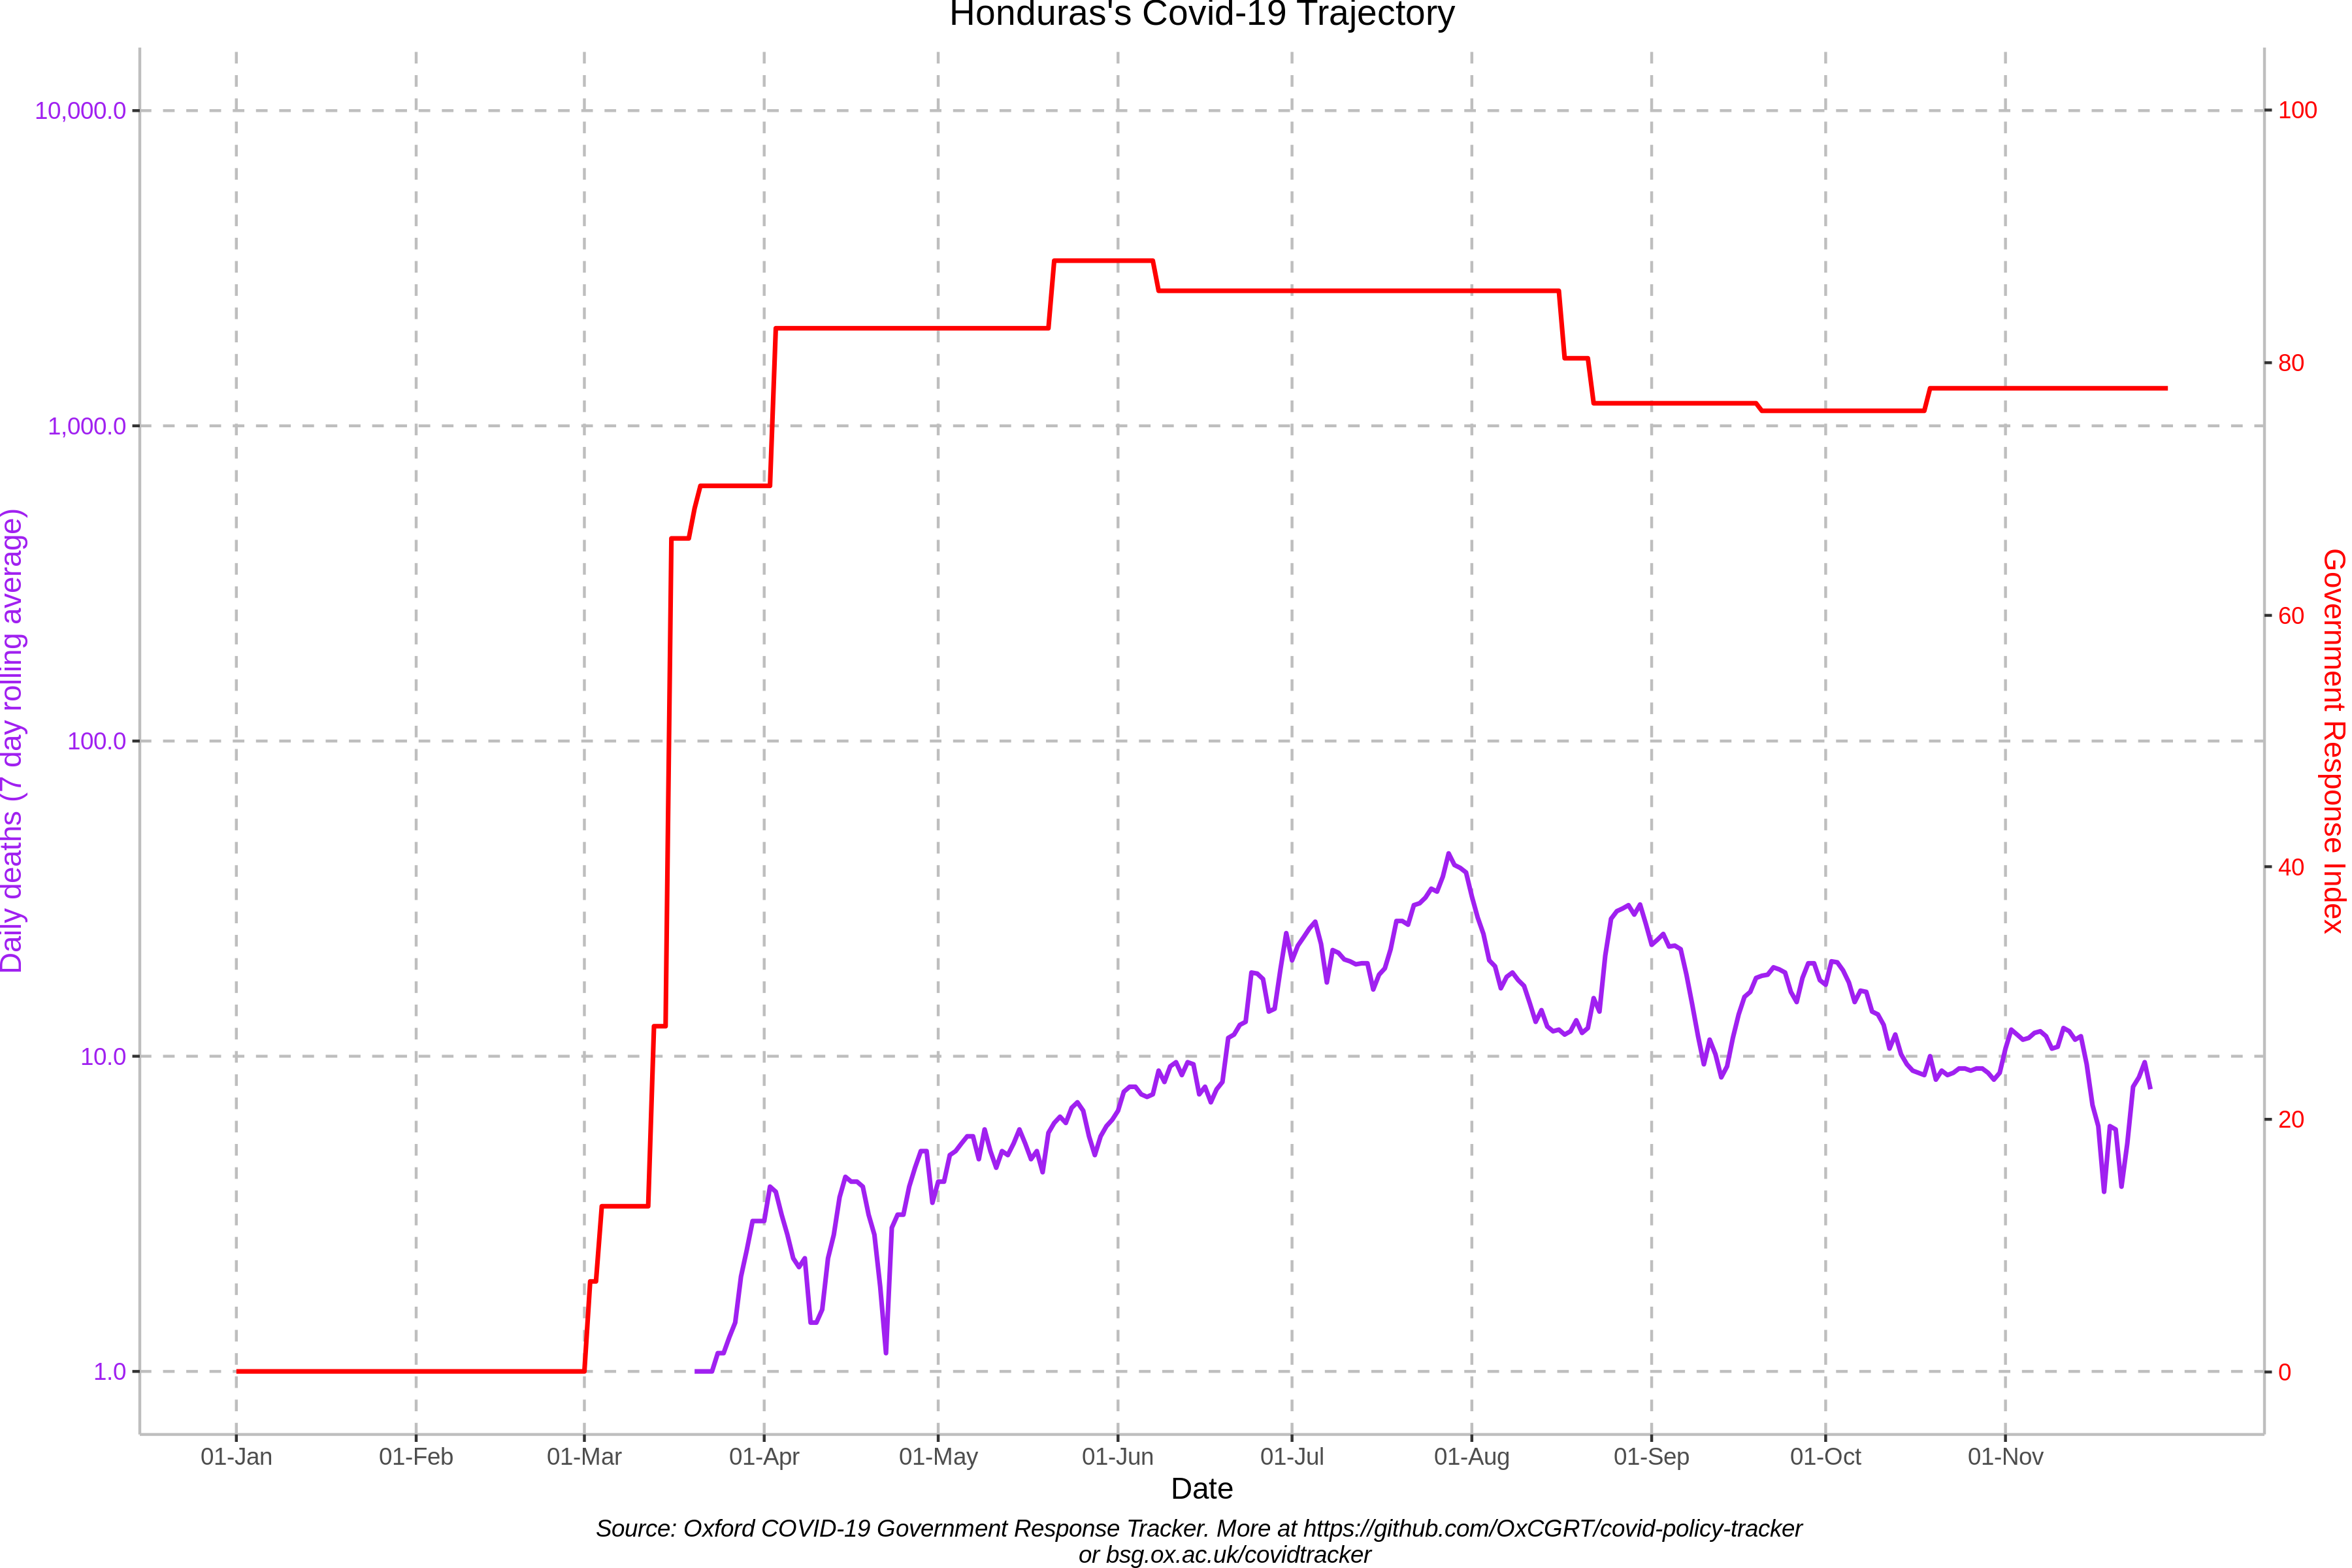 Honduras's Covid-19 Trajectory
Daily deaths (7 day rolling average)
10,000.0
1,000.0
100.0
10.0
1.0
100
80
60
40
20
0
Government Response Index
01-Jan
01-Feb
01-Mar
01-Apr
01-May
01-Jun
01-Jul
01-Aug
01-Sep
01-Oct
01-Nov
Date
Source: Oxford COVID-19 Government Response Tracker. More at https://github.com/OxCGRT/covid-policy-tracker
or bsg.ox.ac.uk/covidtracker